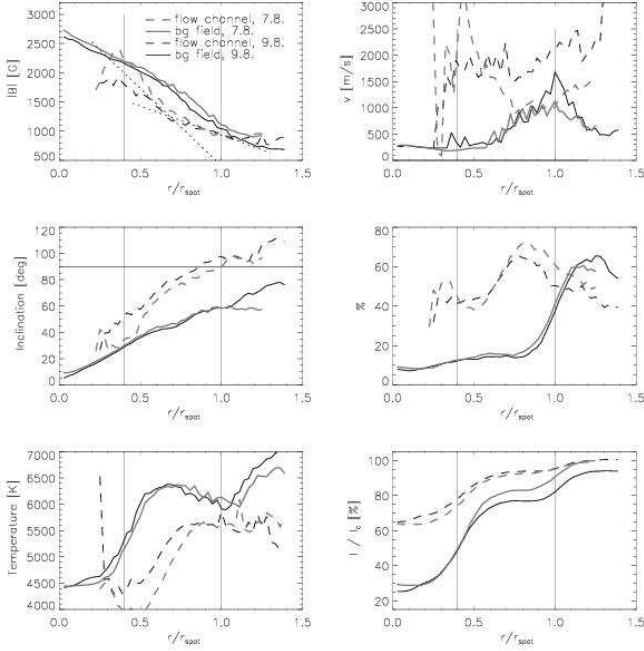 flow channel, 7.8.
bg field, 7.8.
flow channel, 9.8.
bg field, 9.8.
|B| [G]
3000
2500
2000
1500
1000
500
0.0 0.5 1.0 1.5
r/r_spot
v [m/s]
3000
2500
2000
1500
1000
500
0
0.0 0.5 1.0 1.5
r/r_spot
Inclination [deg]
120
100
80
60
40
20
0
0.0 0.5 1.0 1.5
r/r_spot
%
80
60
40
20
0
0.0 0.5 1.0 1.5
r/r_spot
Temperature [K]
7000
6500
6000
5500
5000
4500
4000
0.0 0.5 1.0 1.5
r/r_spot
I / I_c [%]
100
80
60
40
20
0.0 0.5 1.0 1.5
r/r_spot